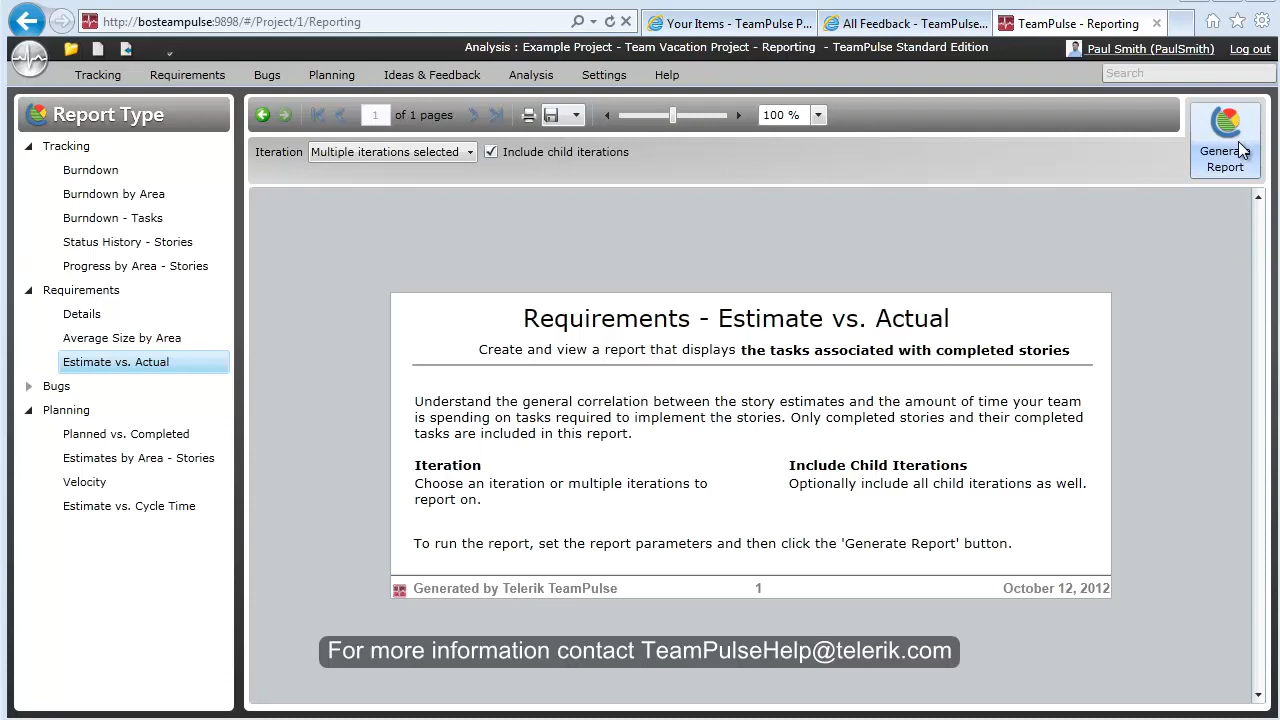 http://bosteampulse:9898/#/Project/1/Reporting
Your Items - TeamPulse P...
All Feedback - TeamPulse...
TeamPulse - Reporting
Analysis : Example Project - Team Vacation Project - Reporting - TeamPulse Standard Edition
Paul Smith (PaulSmith)
Log out
Tracking
Requirements
Bugs
Planning
Ideas & Feedback
Analysis
Settings
Help
Search
Report Type
Tracking
Burndown
Burndown by Area
Burndown - Tasks
Status History - Stories
Progress by Area - Stories
Requirements
Details
Average Size by Area
Estimate vs. Actual
Bugs
Planning
Planned vs. Completed
Estimates by Area - Stories
Velocity
Estimate vs. Cycle Time
1 of 1 pages
100 %
Iteration
Multiple iterations selected
Include child iterations
Generate
Report
Requirements - Estimate vs. Actual
Create and view a report that displays the tasks associated with completed stories
Understand the general correlation between the story estimates and the amount of time your team
is spending on tasks required to implement the stories. Only completed stories and their completed
tasks are included in this report.
Iteration
Choose an iteration or multiple iterations to
report on.
Include Child Iterations
Optionally include all child iterations as well.
To run the report, set the report parameters and then click the 'Generate Report' button.
Generated by Telerik TeamPulse
1
October 12, 2012
For more information contact TeamPulseHelp@telerik.com